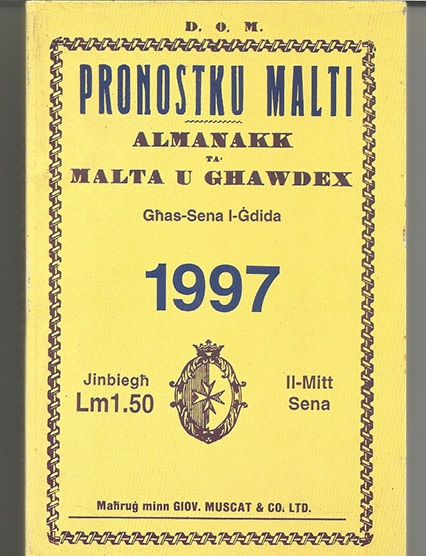 D. O. M.
PRONOSTKU MALTI
ALMANAKK
TA'
MALTA U GHAWDEX
Għas-Sena l-Ġdida
1997
Jinbiegħ
Lm1.50
Il-Mitt
Sena
Maħruġ minn GIOV. MUSCAT & CO. LTD.